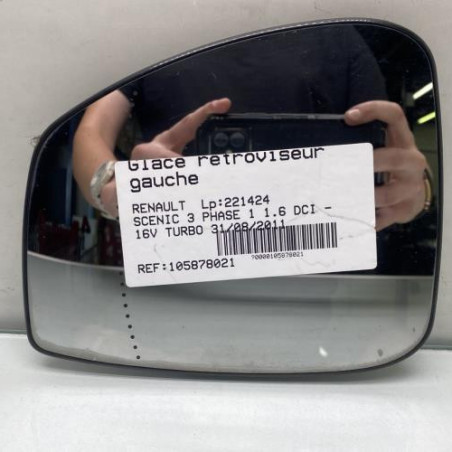 Glace rétroviseur
gauche
RENAULT Lp:221424
SCENIC 3 PHASE 1 1.6 DCI -
16V TURBO 31/08/2011
70000105878021
REF:105878021